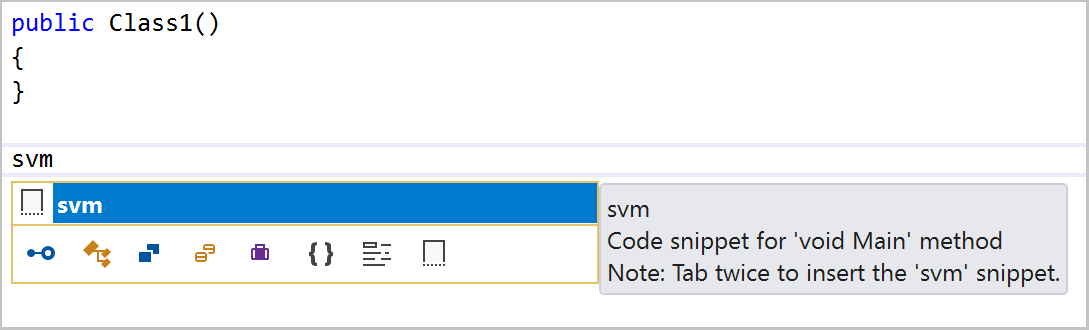 public Class1()
{
}
svm
svm
svm
Code snippet for 'void Main' method
Note: Tab twice to insert the 'svm' snippet.